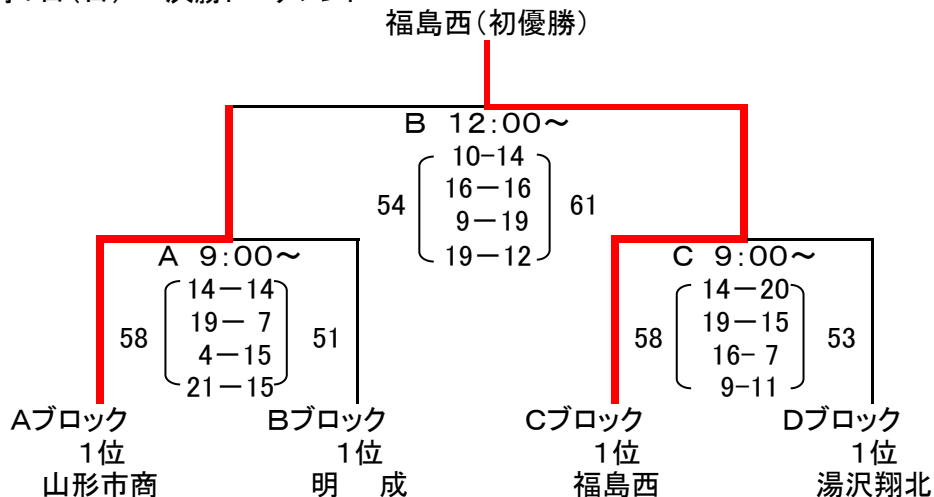 福島西(初優勝)
B 12:00～
10-14
16－16
54 61
9－19
19－12
A 9:00～ C 9:00～
14－14 14－20
19－ 7 19－15
58 51 58 53
4－15 16- 7
21－15 9-11
Aブロック Bブロック Cブロック Dブロック
1位 1位 1位 1位
山形市商 明 成 福島西 湯沢翔北